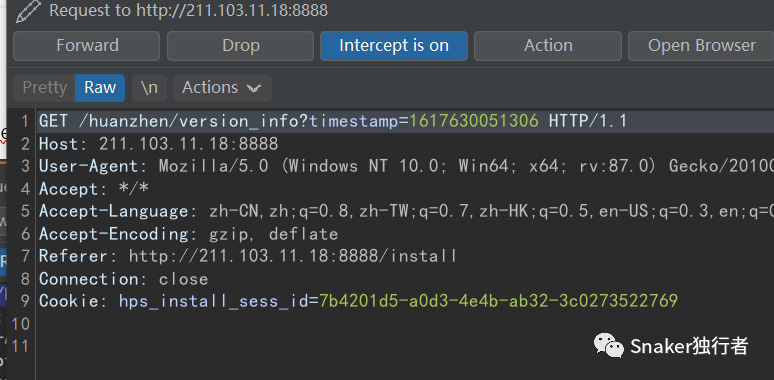 Request to http://211.103.11.18:8888
Forward Drop Intercept is on Action Open Browser
Pretty Raw \n Actions
1 GET /huanzhen/version_info?timestamp=1617630051306 HTTP/1.1
2 Host: 211.103.11.18:8888
3 User-Agent: Mozilla/5.0 (Windows NT 10.0; Win64; x64; rv:87.0) Gecko/20100
4 Accept: */*
5 Accept-Language: zh-CN,zh;q=0.8,zh-TW;q=0.7,zh-HK;q=0.5,en-US;q=0.3,en;q=0
6 Accept-Encoding: gzip, deflate
7 Referer: http://211.103.11.18:8888/install
8 Connection: close
9 Cookie: hps_install_sess_id=7b4201d5-a0d3-4e4b-ab32-3c0273522769
10
11
Snaker独行者